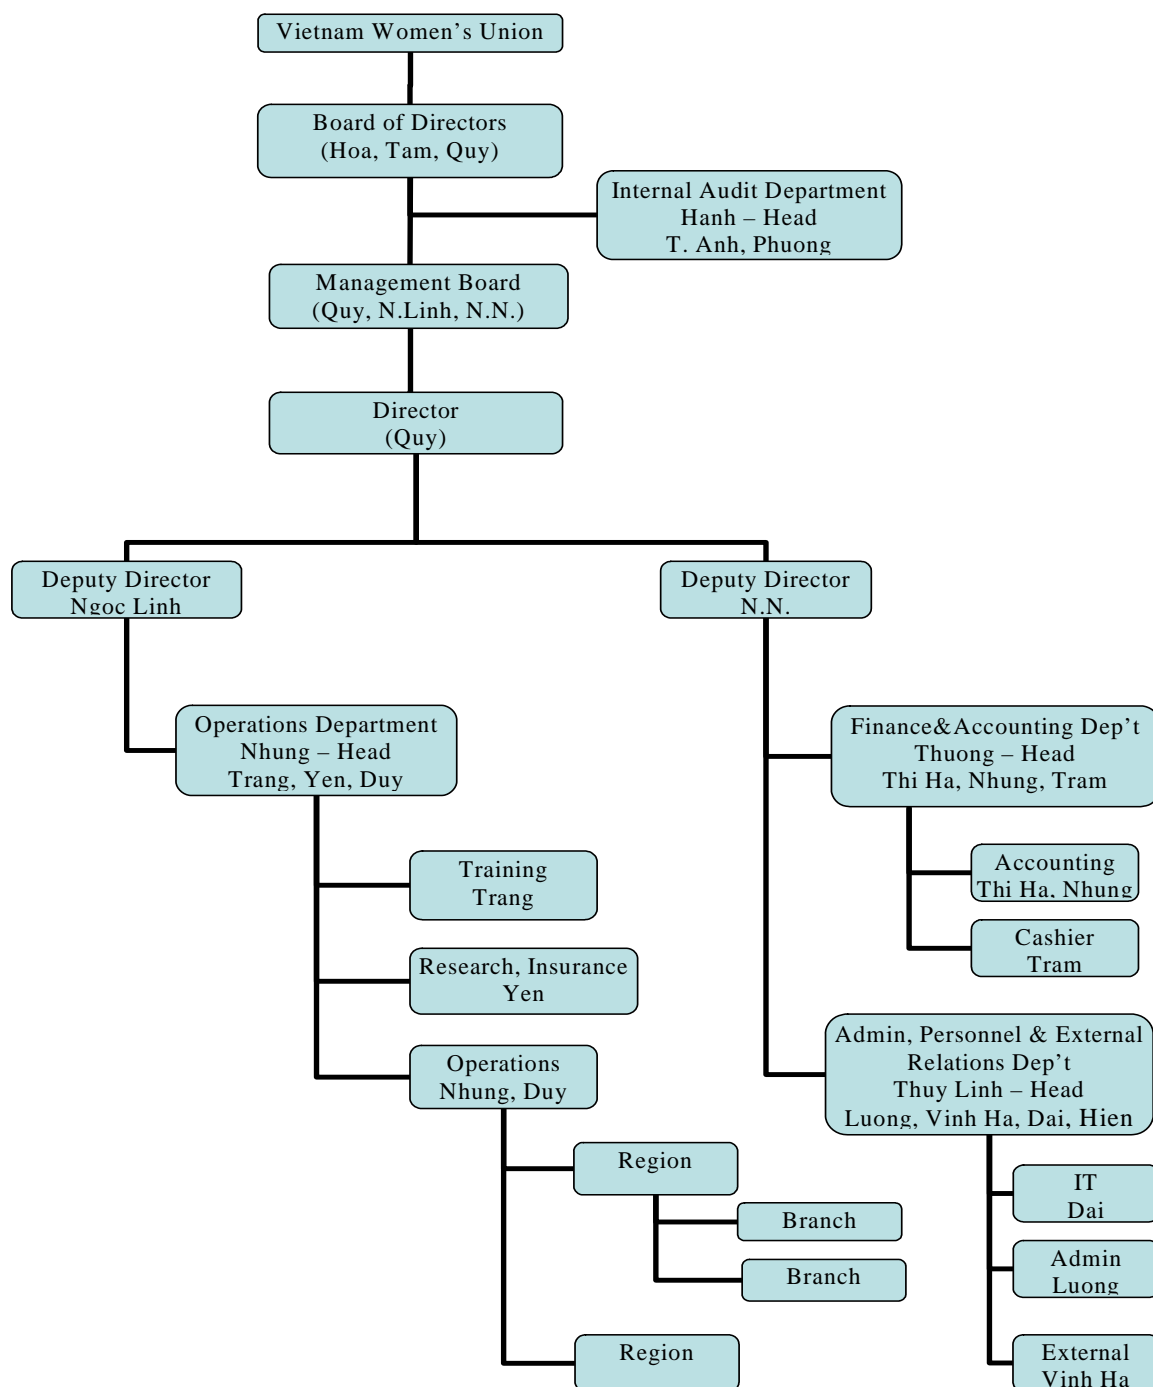 Vietnam Women's Union
Board of Directors
(Hoa, Tam, Quy)
Internal Audit Department
Hanh – Head
T. Anh, Phuong
Management Board
(Quy, N.Linh, N.N.)
Director
(Quy)
Deputy Director
Ngoc Linh
Deputy Director
N.N.
Operations Department
Nhung – Head
Trang, Yen, Duy
Finance&Accounting Dep't
Thuong – Head
Thi Ha, Nhung, Tram
Training
Trang
Accounting
Thi Ha, Nhung
Research, Insurance
Yen
Cashier
Tram
Operations
Nhung, Duy
Admin, Personnel & External
Relations Dep't
Thuy Linh – Head
Luong, Vinh Ha, Dai, Hien
Region
Branch
Branch
Region
IT
Dai
Admin
Luong
External
Vinh Ha